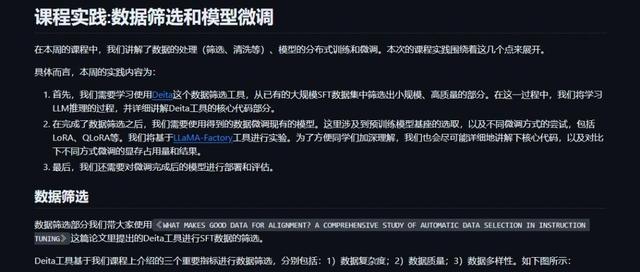 课程实践:数据筛选和模型微调
在本周的课程中，我们讲解了数据的处理（筛选、清洗等）、模型的分布式训练和微调。本次的课程实践围绕着这几个点来展开。
具体而言，本周的实践内容为：
1. 首先，我们需要学习使用Deita这个数据筛选工具，从已有的大规模SFT数据集中筛选出小规模、高质量的部分。在这一过程中，我们将学习
LLM推理的过程，并详细讲解Deita工具的核心代码部分。
2. 在完成了数据筛选之后，我们需要使用得到的数据微调现有的模型。这里涉及到预训练模型基座的选取，以及不同微调方式的尝试，包括
LoRA、QLoRA等。我们将基于LLaMA-Factory工具进行实验。为了方便同学们加深理解，我们也会尽可能详细地讲解下核心代码，以及对比
下不同方式微调的显存占用量和结果。
3. 最后，我们还需要对微调完成后的模型进行部署和评估。
数据筛选
数据筛选部分我们带大家使用《WHAT MAKES GOOD DATA FOR ALIGNMENT? A COMPREHENSIVE STUDY OF AUTOMATIC DATA SELECTION IN INSTRUCTION
TUNING》这篇论文里提出的Deita工具进行SFT数据的筛选。
Deita工具基于我们课程上介绍的三个重要指标进行数据筛选，分别包括：1）数据复杂度；2）数据质量；3）数据多样性。如下图所示：